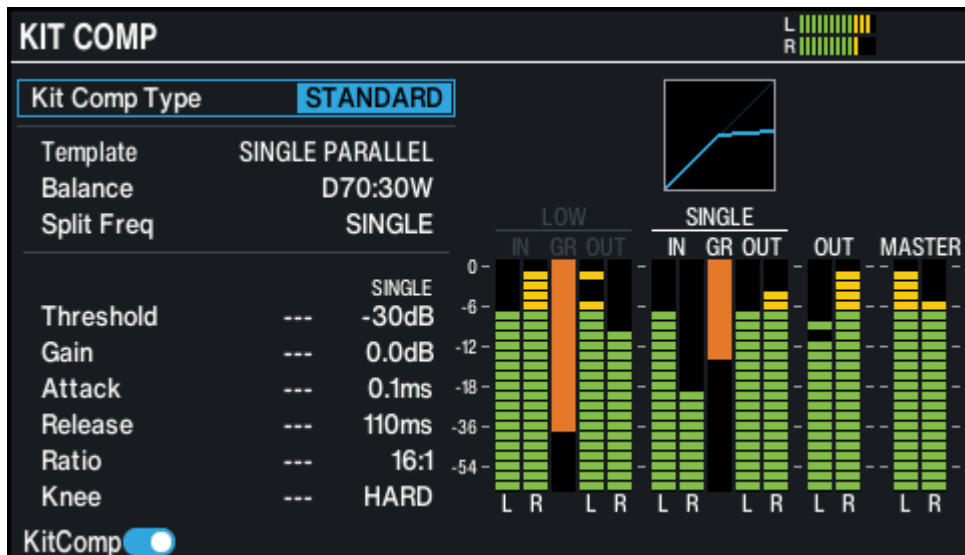 KIT COMP
L
R
Kit Comp Type STANDARD
Template SINGLE PARALLEL
Balance D70:30W
Split Freq SINGLE
SINGLE
Threshold --- -30dB
Gain --- 0.0dB
Attack --- 0.1ms
Release --- 110ms
Ratio --- 16:1
Knee --- HARD
KitComp
LOW SINGLE
IN GR OUT IN GR OUT OUT MASTER
0
-6
-12
-18
-36
-54
L R L R L R L R L R L R